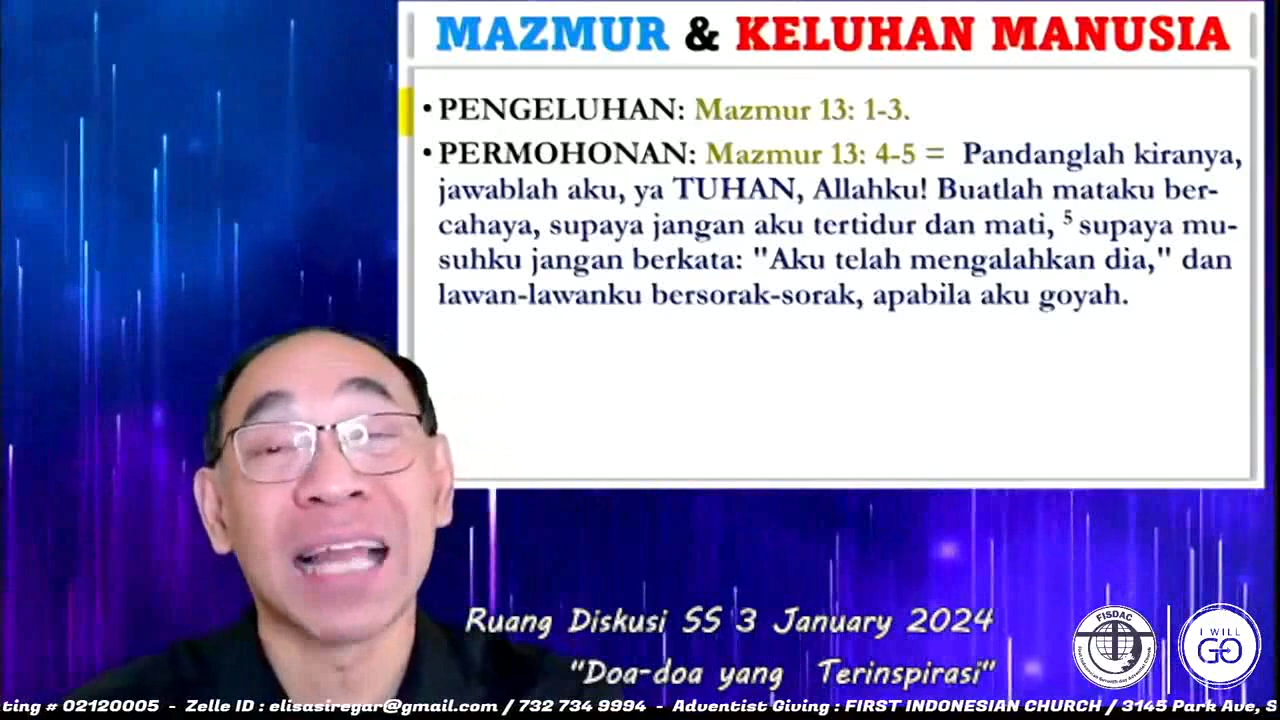 MAZMUR & KELUHAN MANUSIA
•PENGELUHAN: Mazmur 13: 1-3.
•PERMOHONAN: Mazmur 13: 4-5 = Pandanglah kiranya,
jawablah aku, ya TUHAN, Allahku! Buatlah mataku ber-
cahaya, supaya jangan aku tertidur dan mati, ⁵ supaya mu-
suhku jangan berkata: "Aku telah mengalahkan dia," dan
lawan-lawanku bersorak-sorak, apabila aku goyah.
Ruang Diskusi SS 3 January 2024
"Doa-doa yang Terinspirasi"
FISDAC
I WILL
GO
ting # 02120005 - Zelle ID : elisasiregar@gmail.com / 732 734 9994 - Adventist Giving : FIRST INDONESIAN CHURCH / 3145 Park Ave, S